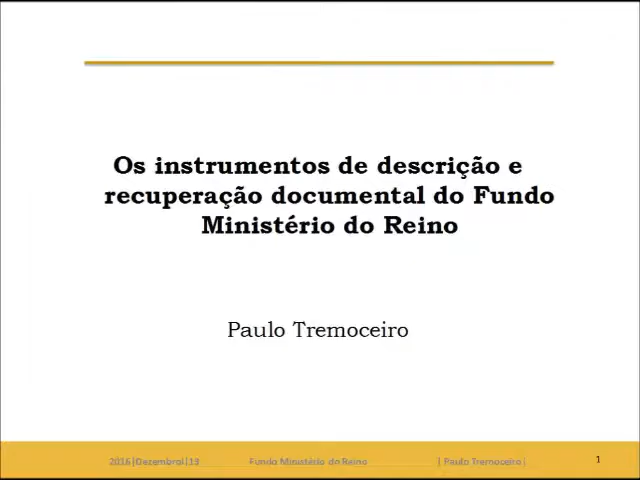 Os instrumentos de descrição e
recuperação documental do Fundo
Ministério do Reino
Paulo Tremoceiro
2016|Dezembrol|13 Fundo Ministério do Reino | Paulo Tremoceiro| 1